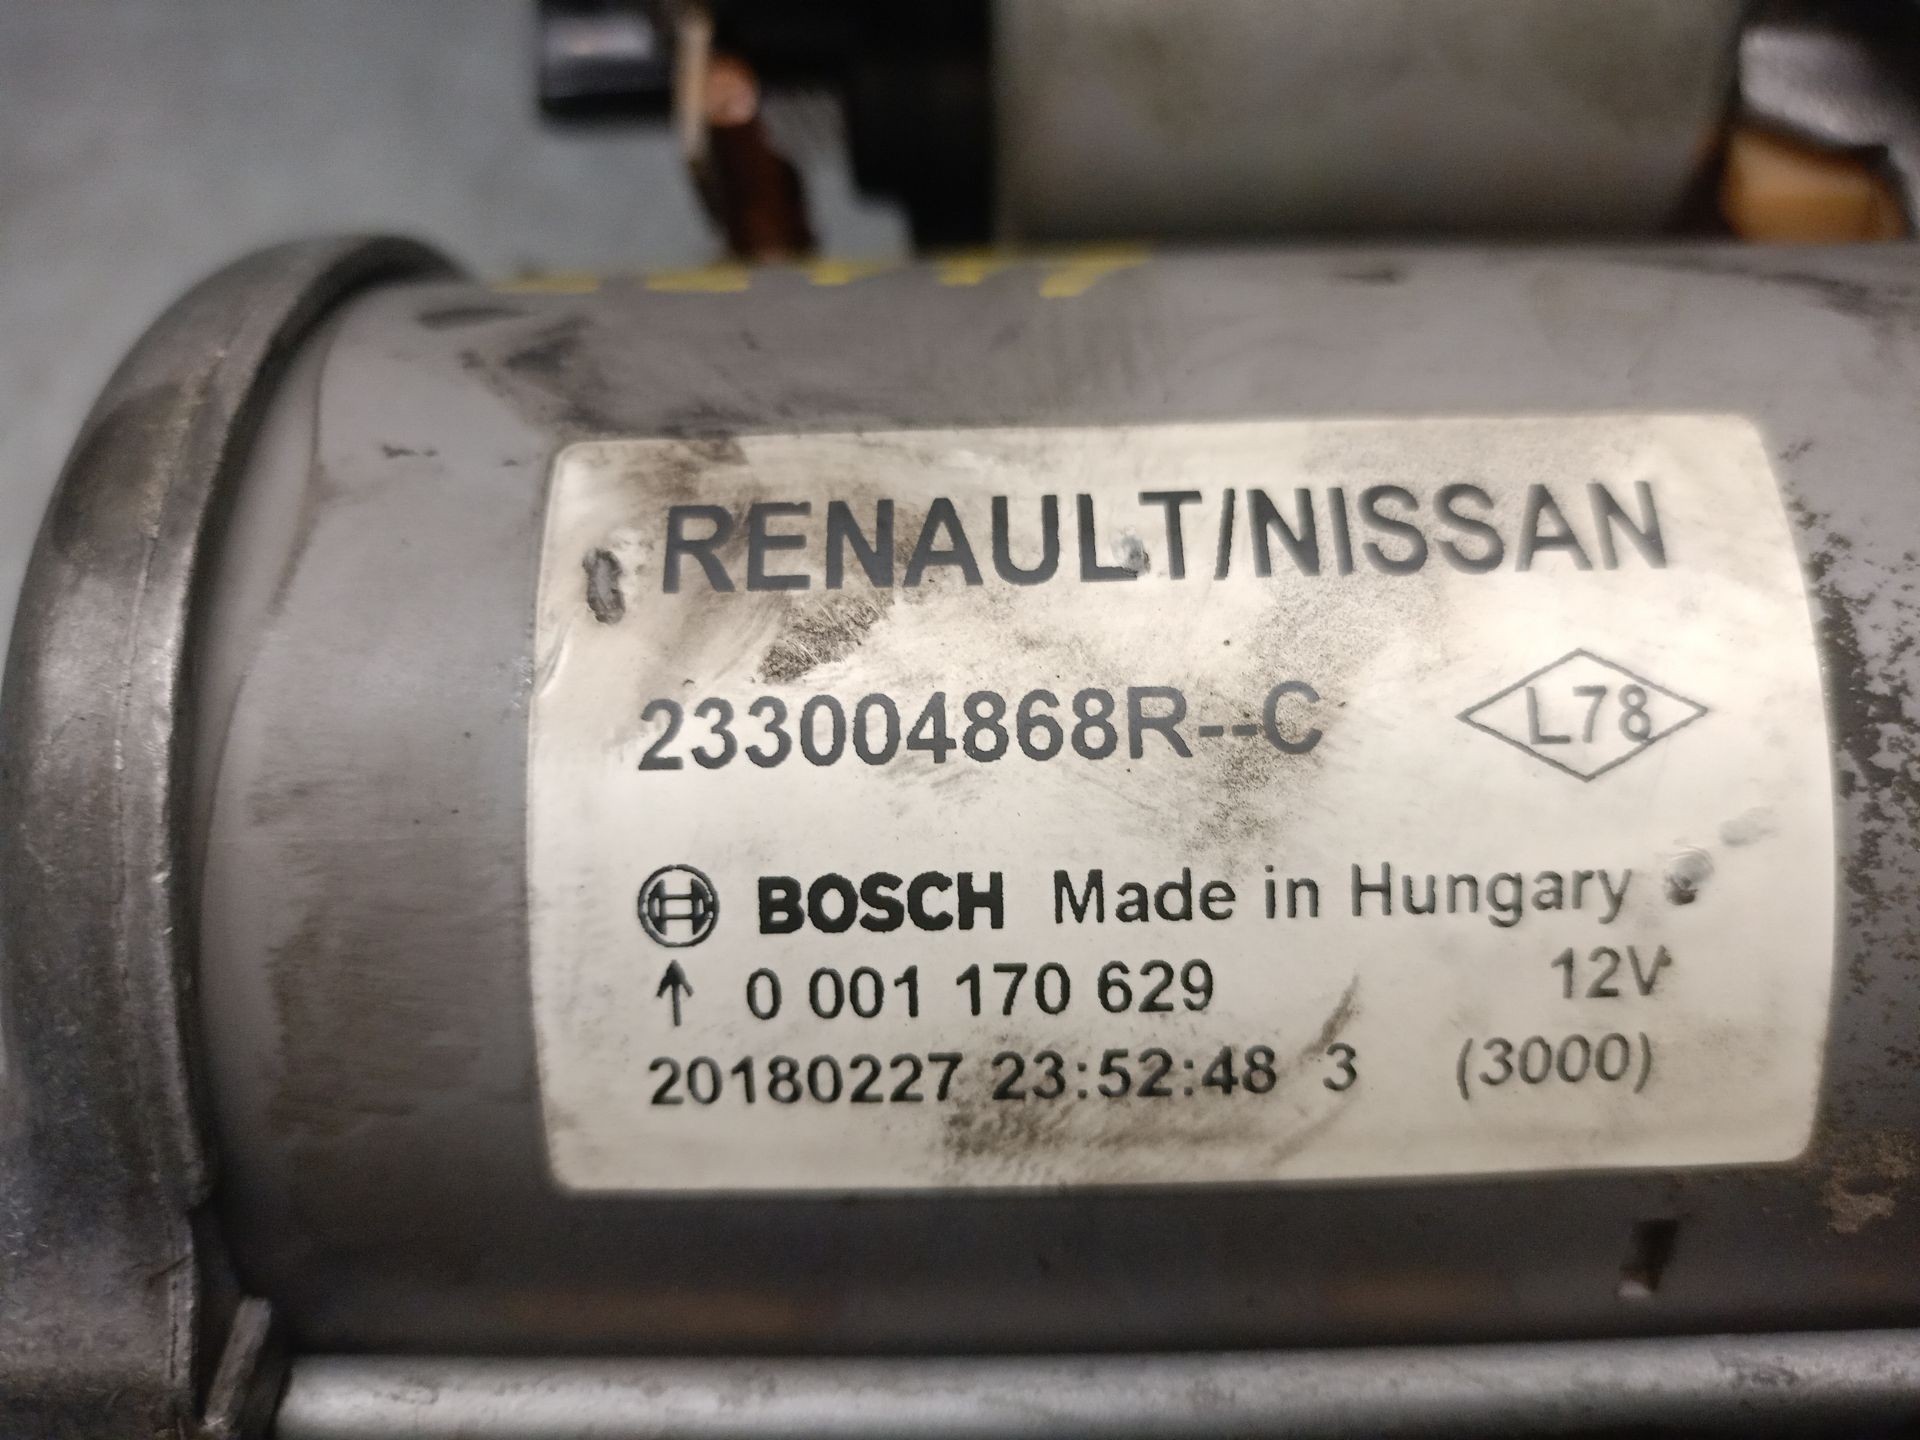 RENAULT/NISSAN
233004868R--C
L78
BOSCH Made in Hungary
↑ 0 001 170 629 12V
20180227 23:52:48 3 (3000)